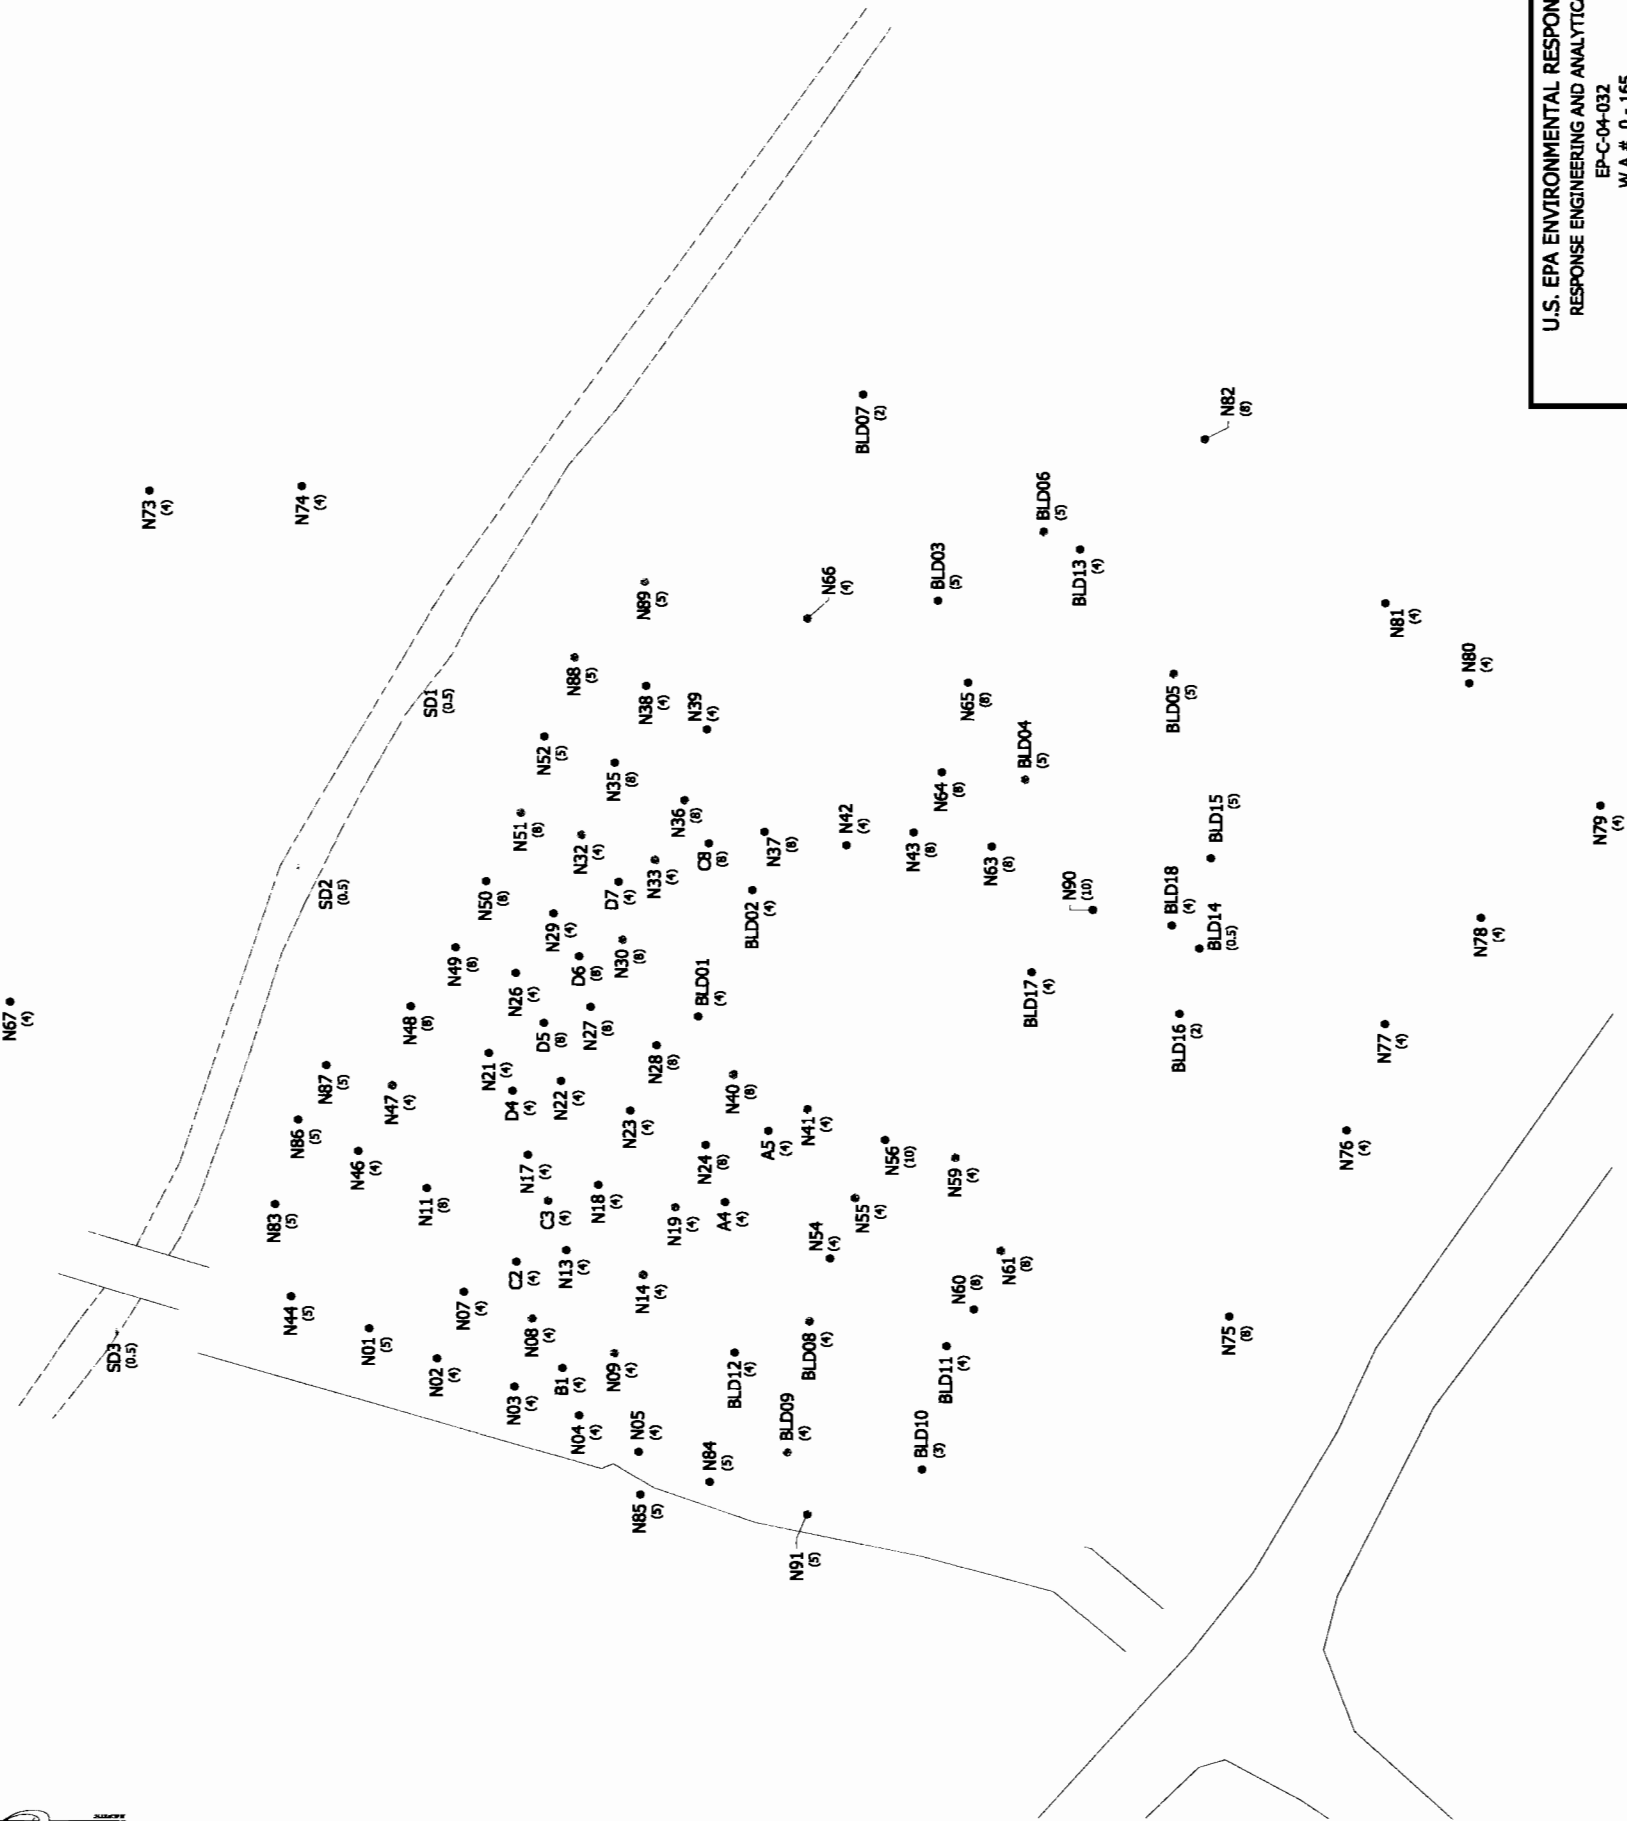 U.S. EPA ENVIRONMENTAL RESPON
RESPONSE ENGINEERING AND ANALYTICA
EP-C-04-032
W.A.# 0 - 165
N67
(4)
N73
(4)
N74
(4)
SD1
(0.5)
SD2
(0.5)
SD3
(0.5)
N82
(8)
BLD07
(2)
BLD06
(5)
BLD13
(4)
BLD03
(5)
N66
(4)
N89
(5)
N88
(5)
N38
(4)
N39
(4)
N65
(8)
BLD05
(5)
N81
(4)
N80
(4)
N52
(5)
N35
(8)
N36
(8)
N64
(8)
BLD04
(5)
N51
(8)
N32
(4)
N33
(4)
C8
(8)
N37
(8)
N42
(4)
N43
(8)
N63
(8)
BLD15
(5)
N79
(4)
N50
(8)
D7
(4)
BLD02
(4)
N90
(10)
BLD18
(4)
BLD14
(0.5)
N78
(4)
N49
(8)
N29
(4)
D6
(8)
N30
(8)
N26
(4)
BLD01
(4)
BLD17
(4)
BLD16
(2)
N77
(4)
N48
(8)
D5
(8)
N27
(8)
N28
(8)
N87
(5)
N47
(4)
N21
(4)
D4
(4)
N22
(4)
N23
(4)
N40
(8)
N41
(4)
A5
(4)
N56
(10)
N59
(4)
N76
(4)
N86
(5)
N46
(4)
N17
(4)
N24
(8)
N83
(5)
N11
(8)
C3
(4)
N18
(4)
N19
(4)
A4
(4)
N55
(4)
N54
(4)
N61
(8)
N60
(8)
N75
(8)
N44
(5)
N07
(4)
C2
(4)
N13
(4)
N14
(4)
N01
(5)
N02
(4)
N08
(4)
N09
(4)
BLD12
(4)
BLD08
(4)
BLD11
(4)
N03
(4)
B1
(4)
N04
(4)
N05
(4)
N84
(5)
BLD09
(4)
BLD10
(3)
N85
(5)
N91
(5)